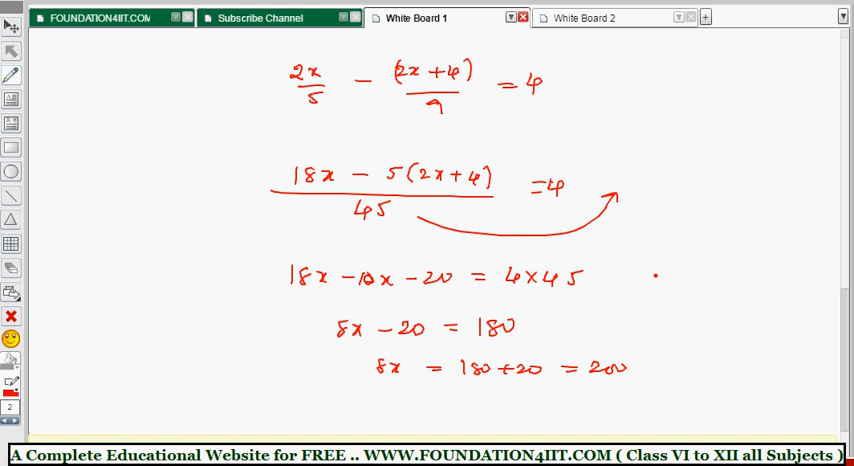 FOUNDATION4IIT.COM Subscribe Channel White Board 1 White Board 2
2x/5 - (2x+4)/9 = 4
18x - 5(2x+4)/45 = 4
18x - 10x - 20 = 4 × 45
8x - 20 = 180
8x = 180 + 20 = 200
2
A Complete Educational Website for FREE .. WWW.FOUNDATION4IIT.COM ( Class VI to XII all Subjects )